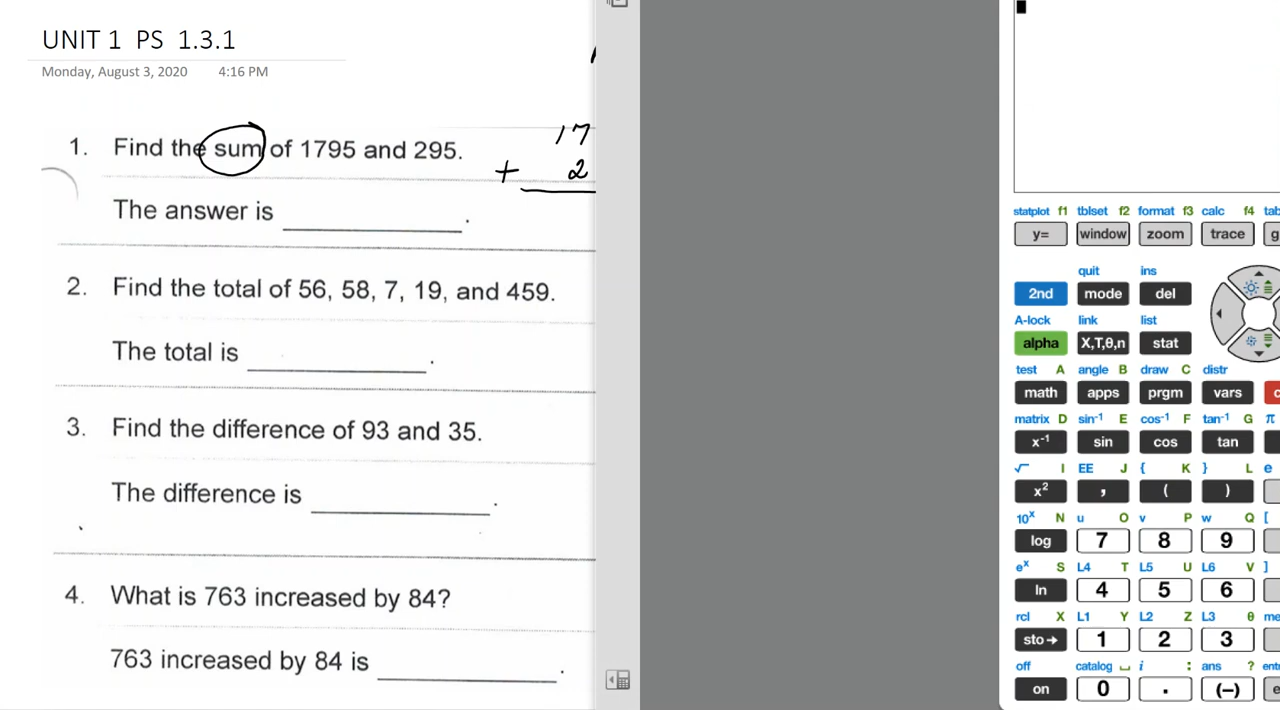 UNIT 1 PS 1.3.1
Monday, August 3, 2020 4:16 PM
1. Find the sum of 1795 and 295.
17
+ 2
The answer is ____________.
2. Find the total of 56, 58, 7, 19, and 459.
The total is ____________.
3. Find the difference of 93 and 35.
The difference is ____________.
4. What is 763 increased by 84?
763 increased by 84 is ____________.
statplot f1 tblset f2 format f3 calc f4
y= window zoom trace
quit ins
2nd mode del
A-lock link list
alpha X,T,θ,n stat
test A angle B draw C distr
math apps prgm vars
matrix D sin⁻¹ E cos⁻¹ F tan⁻¹ G π
x⁻¹ sin cos tan
√ I EE J { K } L e
x² , ( )
10ˣ N u O v P w Q [
log 7 8 9
eˣ S L4 T L5 U L6 V ]
ln 4 5 6
rcl X L1 Y L2 Z L3 θ
sto→ 1 2 3
off catalog ⎵ i : ans ?
on 0 . (−)